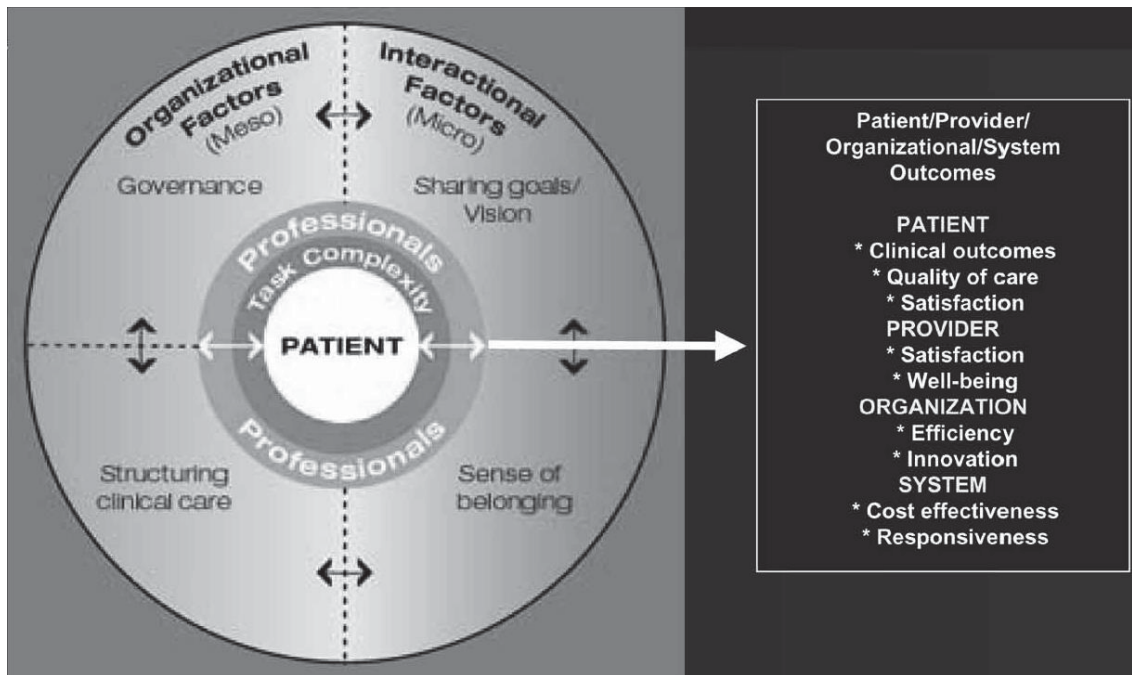 Organizational
Factors
(Meso)
Interactional
Factors
(Micro)
Governance
Sharing goals/
Vision
Professionals
Task Complexity
PATIENT
Professionals
Structuring
clinical care
Sense of
belonging
Patient/Provider/
Organizational/System
Outcomes
PATIENT
* Clinical outcomes
* Quality of care
* Satisfaction
PROVIDER
* Satisfaction
* Well-being
ORGANIZATION
* Efficiency
* Innovation
SYSTEM
* Cost effectiveness
* Responsiveness